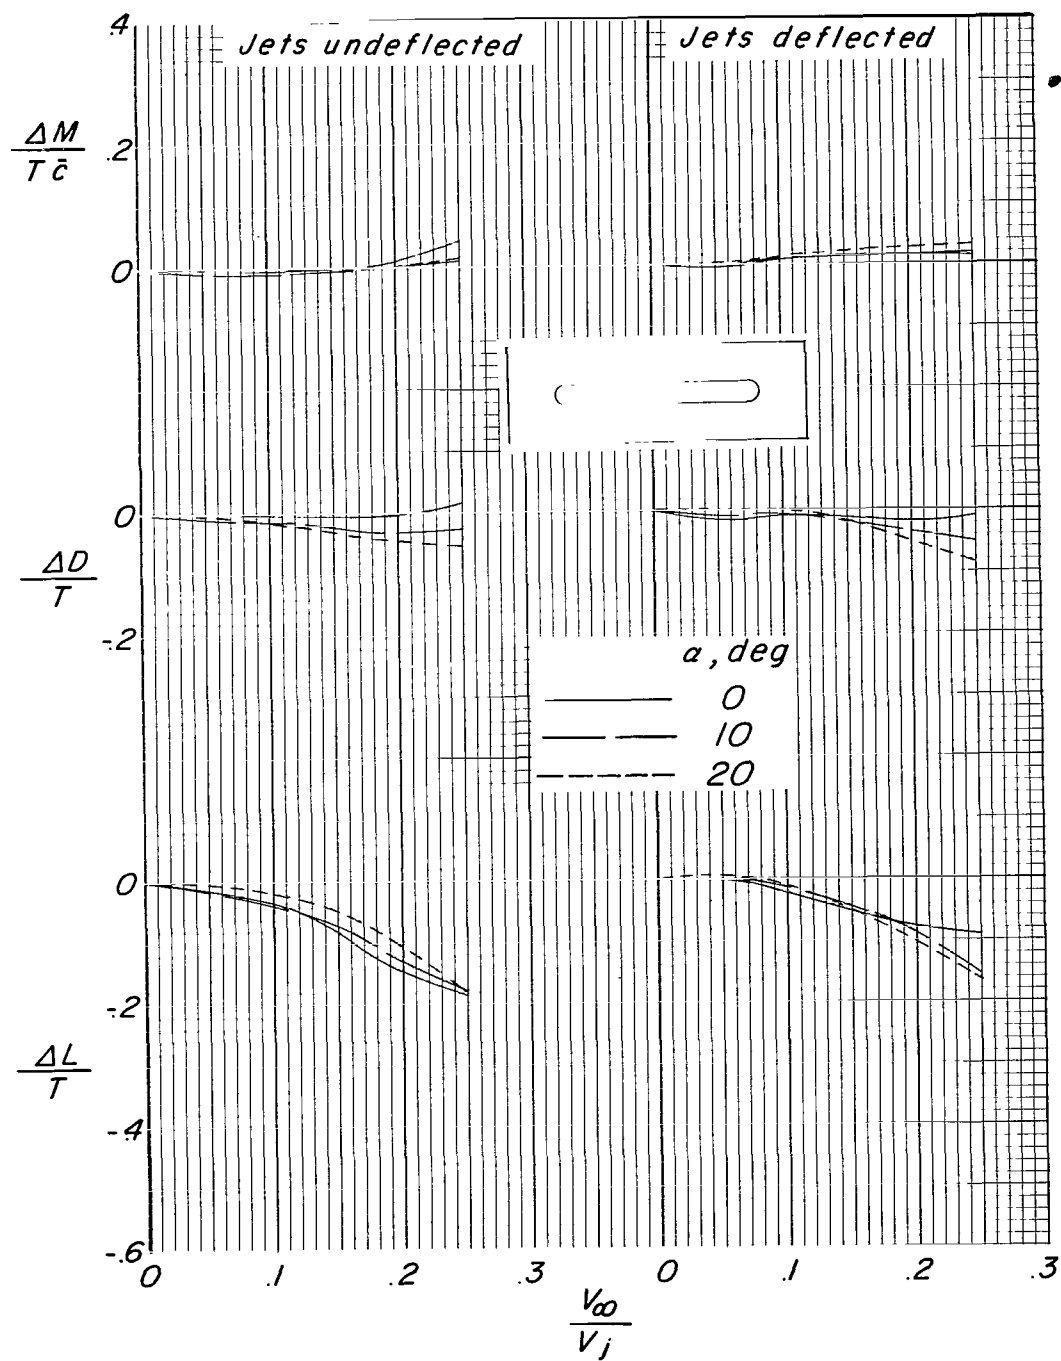 Jets undeflected
Jets deflected
.4
ΔM
T c̄
.2
0
0
ΔD
T
-.2
α, deg
0
10
20
0
-.2
ΔL
T
-.4
-.6
0 .1 .2 .3 0 .1 .2 .3
V∞
Vj